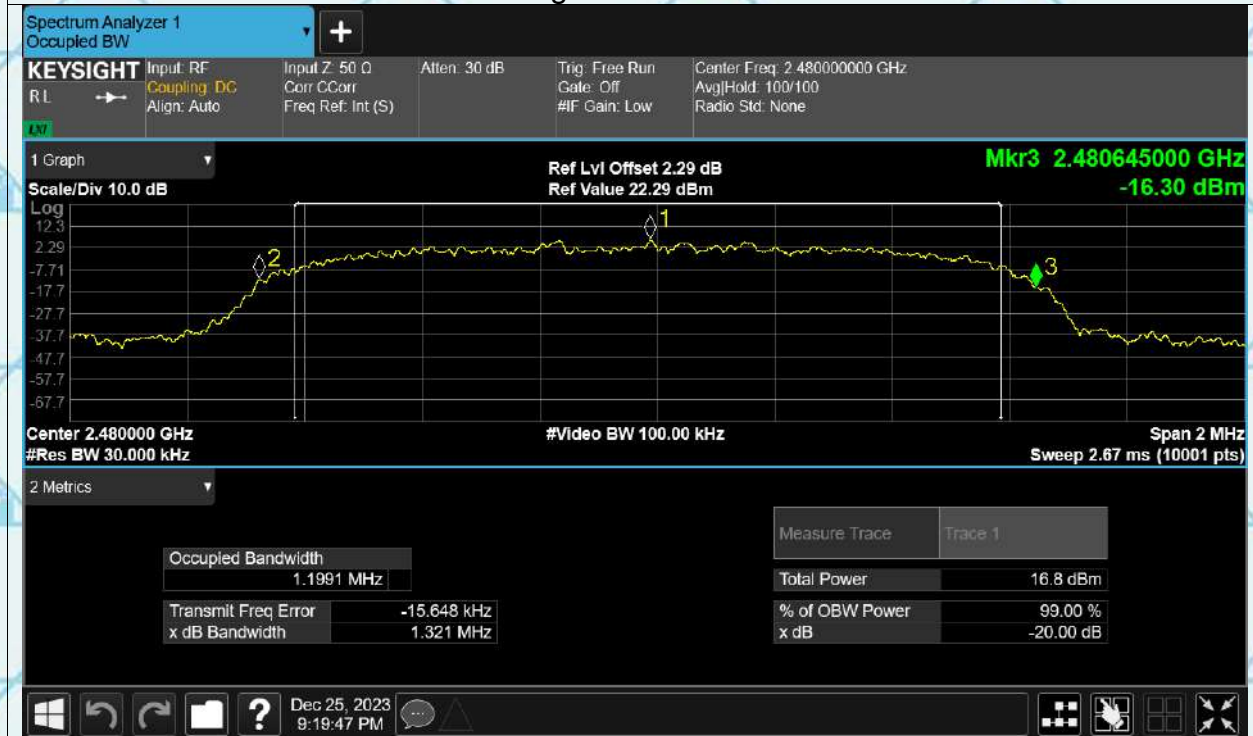 Spectrum Analyzer 1
Occupied BW
+
KEYSIGHT
RL
LXI
Input: RF
Coupling: DC
Align: Auto
Input Z: 50 Ω
Corr CCorr
Freq Ref: Int (S)
Atten: 30 dB
Trig: Free Run
Gate: Off
#IF Gain: Low
Center Freq: 2.480000000 GHz
Avg|Hold: 100/100
Radio Std: None
1 Graph
Scale/Div 10.0 dB
Ref Lvl Offset 2.29 dB
Ref Value 22.29 dBm
Mkr3 2.480645000 GHz
-16.30 dBm
Log
12.3
2.29
-7.71
-17.7
-27.7
-37.7
-47.7
-57.7
-67.7
1
2
3
Center 2.480000 GHz
#Res BW 30.000 kHz
#Video BW 100.00 kHz
Span 2 MHz
Sweep 2.67 ms (10001 pts)
2 Metrics
Occupied Bandwidth
1.1991 MHz
Transmit Freq Error -15.648 kHz
x dB Bandwidth 1.321 MHz
Measure Trace Trace 1
Total Power 16.8 dBm
% of OBW Power 99.00 %
x dB -20.00 dB
?
Dec 25, 2023
9:19:47 PM